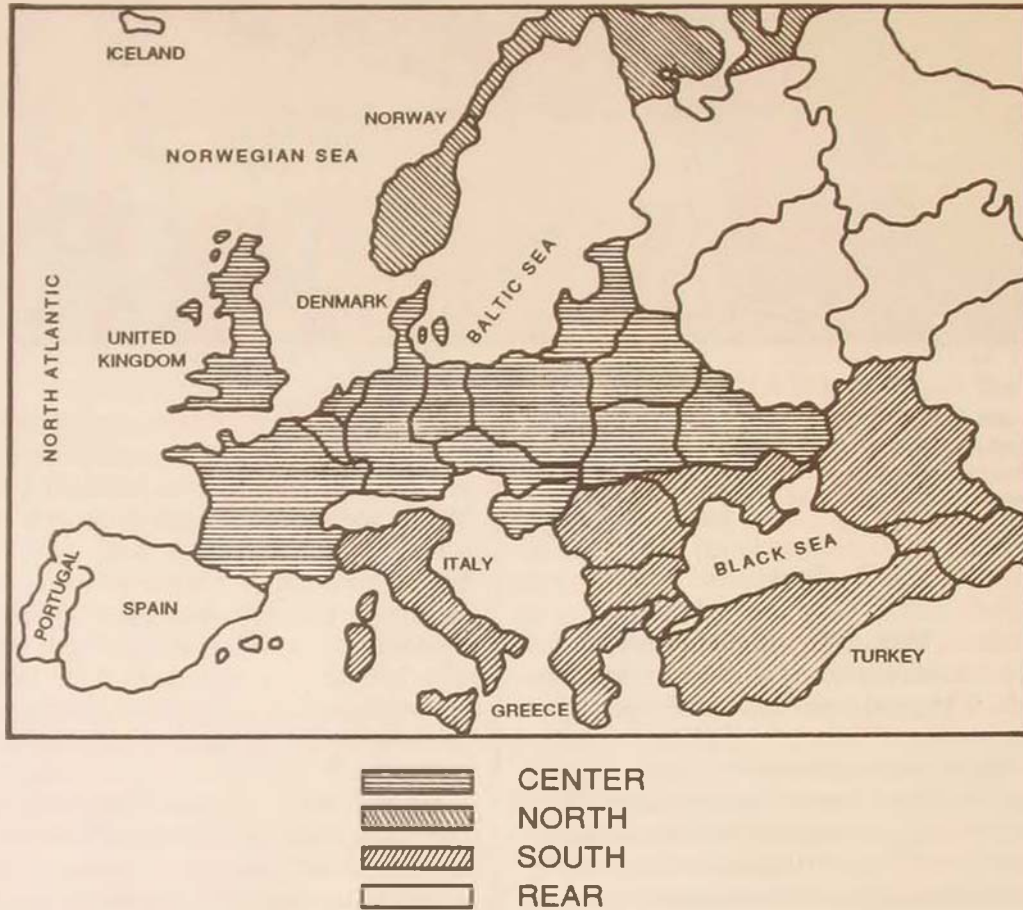 ICELAND
NORWAY
NORWEGIAN SEA
NORTH ATLANTIC
UNITED
KINGDOM
DENMARK
BALTIC SEA
PORTUGAL
SPAIN
ITALY
BLACK SEA
GREECE
TURKEY
CENTER
NORTH
SOUTH
REAR